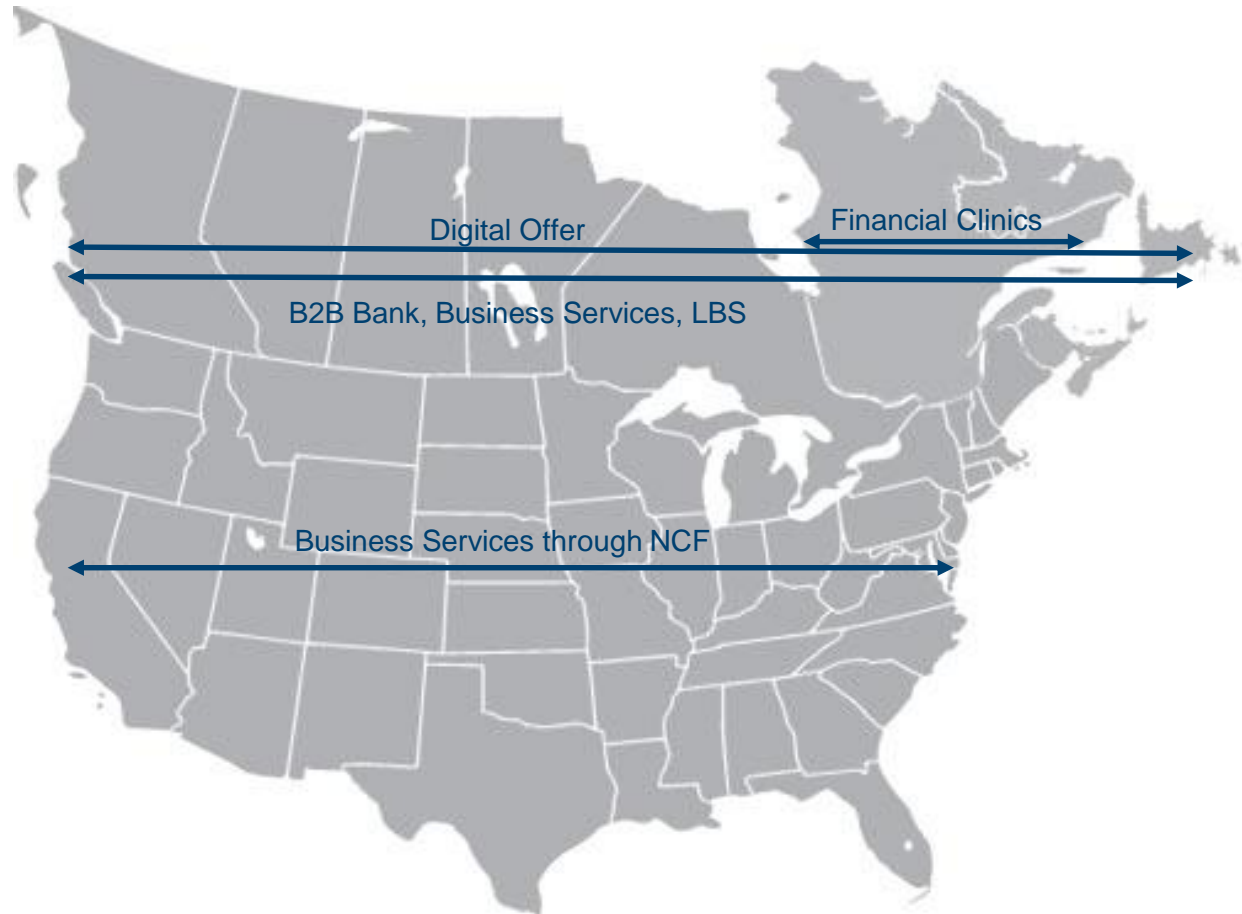 Financial Clinics
Digital Offer
B2B Bank, Business Services, LBS
Business Services through NCF